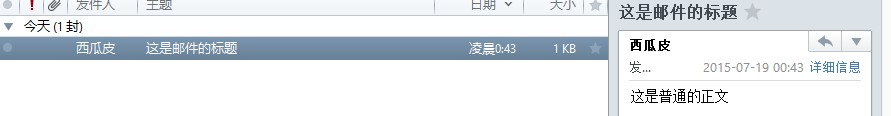 发件人 主题 日期 大小
今天 (1 封)
西瓜皮 这是邮件的标题 凌晨0:43 1 KB
这是邮件的标题
西瓜皮
发... 2015-07-19 00:43 详细信息
这是普通的正文